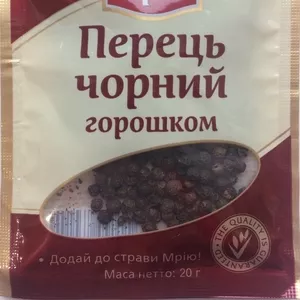 Перець
чорний
горошком
THE QUALITY IS GUARANTEED
• Додай до страви Мрію!
Маса нетто: 20 г